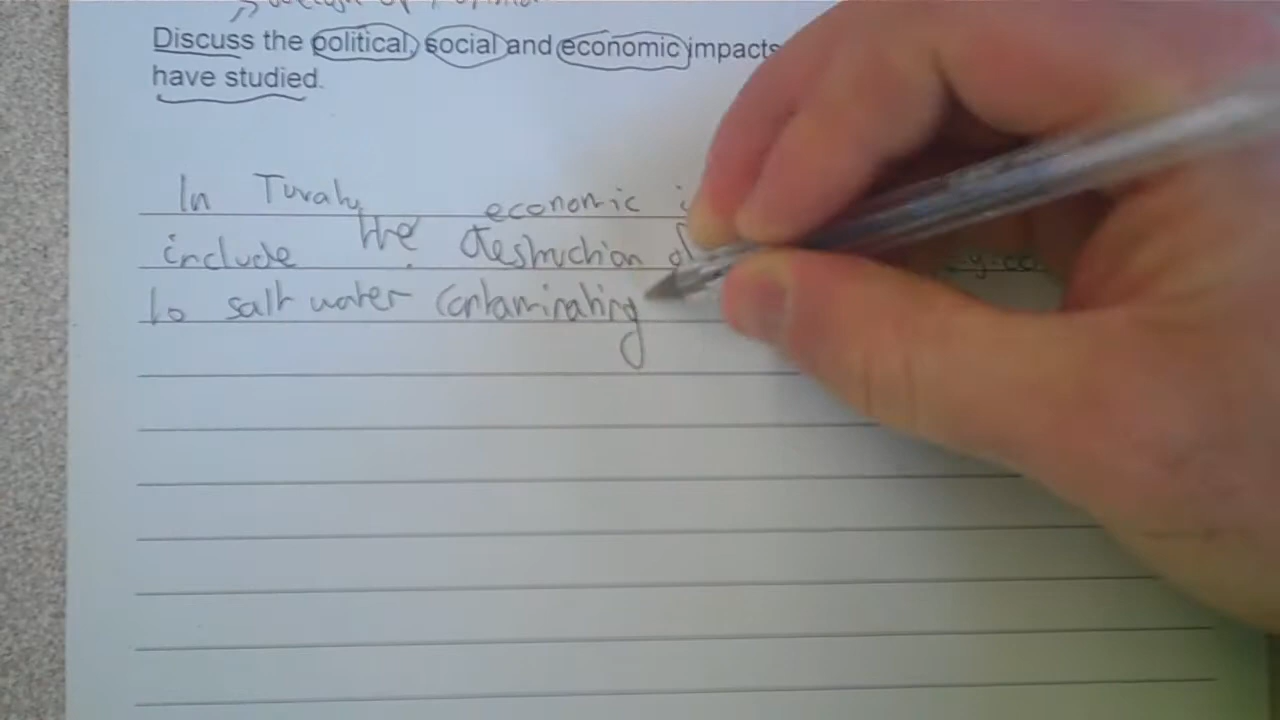 Discuss the political, social and economic impacts
have studied.
In Tuvalu economic
include the destruction of
to salt water contaminating